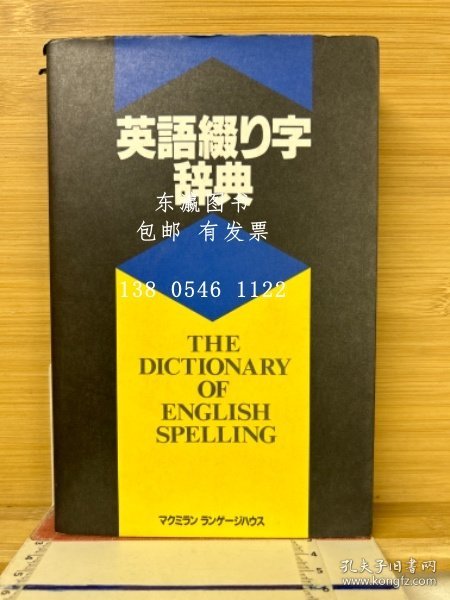 英語綴り字
辞典
东瀛图书
包邮 有发票
138 0546 1122
THE
DICTIONARY
OF
ENGLISH
SPELLING
マクミラン ランゲージハウス
孔夫子旧书网
www.kongfz.com